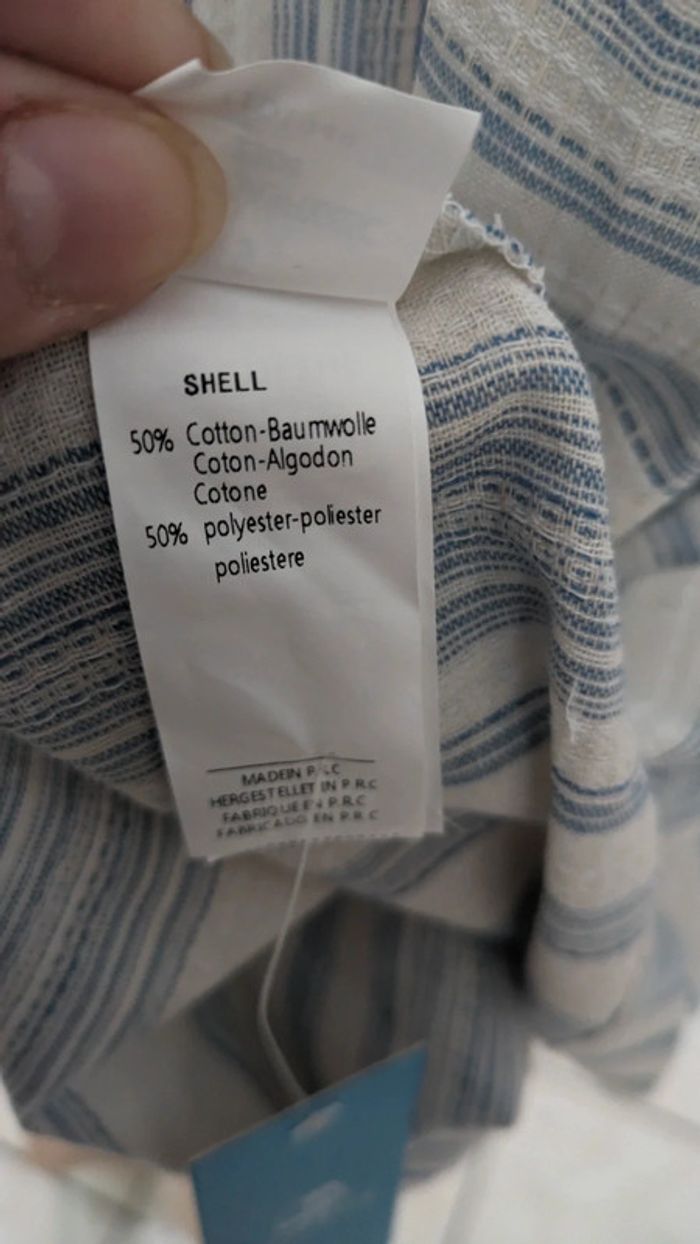 SHELL
50% Cotton-Baumwolle
Coton-Algodon
Cotone
50% polyester-poliester
poliestere
MADEIN P.R.C
HERGESTELLET IN P.R.C
FABRIQUE EN P.R.C
FABRICADO EN P.R.C